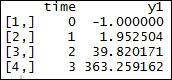 time y1
[1,] 0 -1.000000
[2,] 1 1.952504
[3,] 2 39.820171
[4,] 3 363.259162